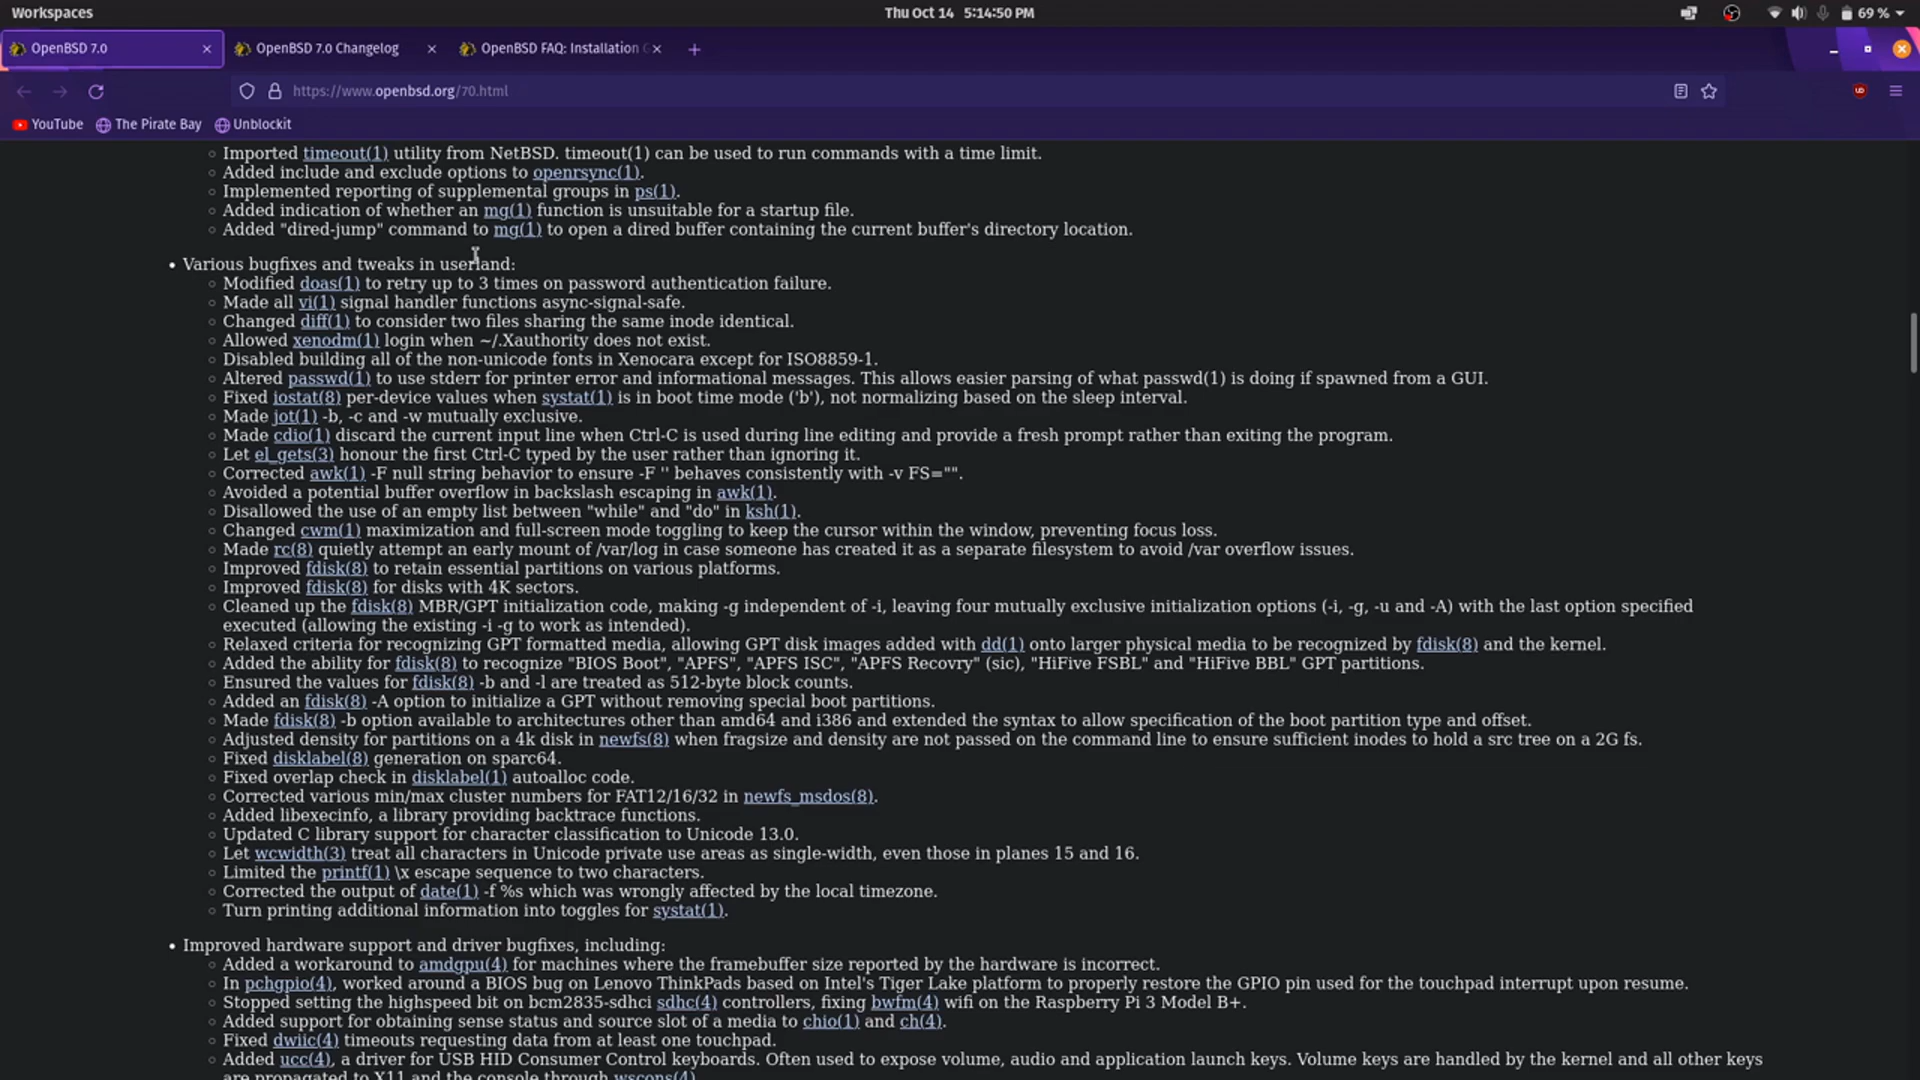 Workspaces
Thu Oct 14 5:14:50 PM
69 %
OpenBSD 7.0
OpenBSD 7.0 Changelog
OpenBSD FAQ: Installation
https://www.openbsd.org/70.html
YouTube
The Pirate Bay
Unblockit
Imported timeout(1) utility from NetBSD. timeout(1) can be used to run commands with a time limit.
Added include and exclude options to openrsync(1).
Implemented reporting of supplemental groups in ps(1).
Added indication of whether an mg(1) function is unsuitable for a startup file.
Added "dired-jump" command to mg(1) to open a dired buffer containing the current buffer's directory location.
Various bugfixes and tweaks in userland:
Modified doas(1) to retry up to 3 times on password authentication failure.
Made all vi(1) signal handler functions async-signal-safe.
Changed diff(1) to consider two files sharing the same inode identical.
Allowed xenodm(1) login when ~/.Xauthority does not exist.
Disabled building all of the non-unicode fonts in Xenocara except for ISO8859-1.
Altered passwd(1) to use stderr for printer error and informational messages. This allows easier parsing of what passwd(1) is doing if spawned from a GUI.
Fixed iostat(8) per-device values when systat(1) is in boot time mode ('b'), not normalizing based on the sleep interval.
Made jot(1) -b, -c and -w mutually exclusive.
Made cdio(1) discard the current input line when Ctrl-C is used during line editing and provide a fresh prompt rather than exiting the program.
Let el_gets(3) honour the first Ctrl-C typed by the user rather than ignoring it.
Corrected awk(1) -F null string behavior to ensure -F '' behaves consistently with -v FS="".
Avoided a potential buffer overflow in backslash escaping in awk(1).
Disallowed the use of an empty list between "while" and "do" in ksh(1).
Changed cwm(1) maximization and full-screen mode toggling to keep the cursor within the window, preventing focus loss.
Made rc(8) quietly attempt an early mount of /var/log in case someone has created it as a separate filesystem to avoid /var overflow issues.
Improved fdisk(8) to retain essential partitions on various platforms.
Improved fdisk(8) for disks with 4K sectors.
Cleaned up the fdisk(8) MBR/GPT initialization code, making -g independent of -i, leaving four mutually exclusive initialization options (-i, -g, -u and -A) with the last option specified
executed (allowing the existing -i -g to work as intended).
Relaxed criteria for recognizing GPT formatted media, allowing GPT disk images added with dd(1) onto larger physical media to be recognized by fdisk(8) and the kernel.
Added the ability for fdisk(8) to recognize "BIOS Boot", "APFS", "APFS ISC", "APFS Recovry" (sic), "HiFive FSBL" and "HiFive BBL" GPT partitions.
Ensured the values for fdisk(8) -b and -l are treated as 512-byte block counts.
Added an fdisk(8) -A option to initialize a GPT without removing special boot partitions.
Made fdisk(8) -b option available to architectures other than amd64 and i386 and extended the syntax to allow specification of the boot partition type and offset.
Adjusted density for partitions on a 4k disk in newfs(8) when fragsize and density are not passed on the command line to ensure sufficient inodes to hold a src tree on a 2G fs.
Fixed disklabel(8) generation on sparc64.
Fixed overlap check in disklabel(1) autoalloc code.
Corrected various min/max cluster numbers for FAT12/16/32 in newfs_msdos(8).
Added libexecinfo, a library providing backtrace functions.
Updated C library support for character classification to Unicode 13.0.
Let wcwidth(3) treat all characters in Unicode private use areas as single-width, even those in planes 15 and 16.
Limited the printf(1) \x escape sequence to two characters.
Corrected the output of date(1) -f %s which was wrongly affected by the local timezone.
Turn printing additional information into toggles for systat(1).
Improved hardware support and driver bugfixes, including:
Added a workaround to amdgpu(4) for machines where the framebuffer size reported by the hardware is incorrect.
In pchgpio(4), worked around a BIOS bug on Lenovo ThinkPads based on Intel's Tiger Lake platform to properly restore the GPIO pin used for the touchpad interrupt upon resume.
Stopped setting the highspeed bit on bcm2835-sdhci sdhc(4) controllers, fixing bwfm(4) wifi on the Raspberry Pi 3 Model B+.
Added support for obtaining sense status and source slot of a media to chio(1) and ch(4).
Fixed dwiic(4) timeouts requesting data from at least one touchpad.
Added ucc(4), a driver for USB HID Consumer Control keyboards. Often used to expose volume, audio and application launch keys. Volume keys are handled by the kernel and all other keys
are propagated to X11 and the console through wscons(4).